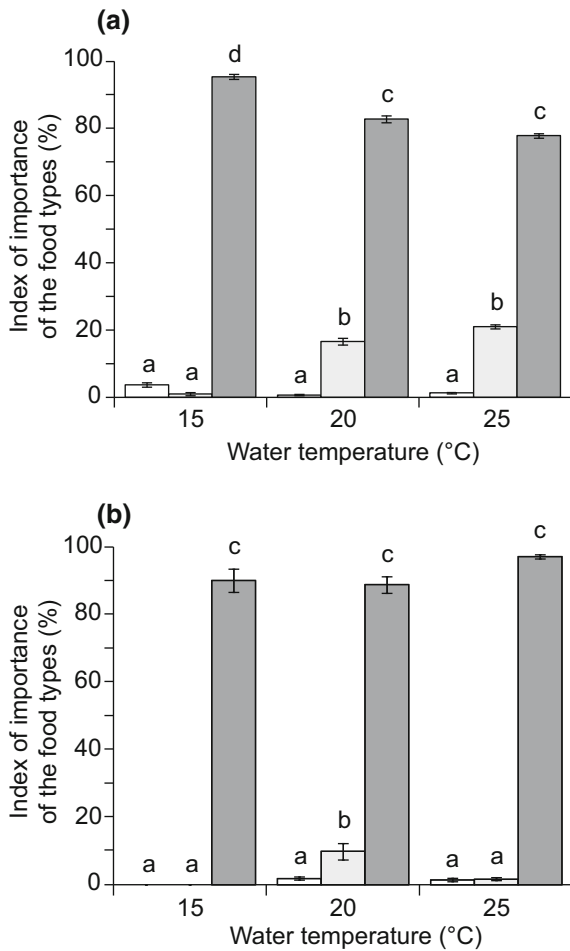 (a)
Index of importance
of the food types (%)
100
80
60
40
20
0
d
c
c
a
a
a
b
a
b
15
20
25
Water temperature (°C)
(b)
Index of importance
of the food types (%)
100
80
60
40
20
0
c
c
c
a
a
a
b
a
a
15
20
25
Water temperature (°C)